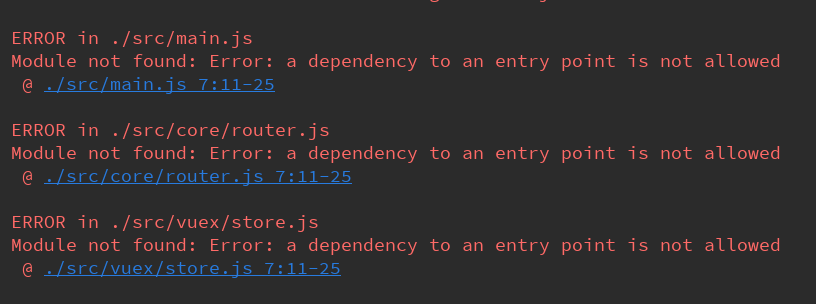 ERROR in ./src/main.js
Module not found: Error: a dependency to an entry point is not allowed
@ ./src/main.js 7:11-25
ERROR in ./src/core/router.js
Module not found: Error: a dependency to an entry point is not allowed
@ ./src/core/router.js 7:11-25
ERROR in ./src/vuex/store.js
Module not found: Error: a dependency to an entry point is not allowed
@ ./src/vuex/store.js 7:11-25